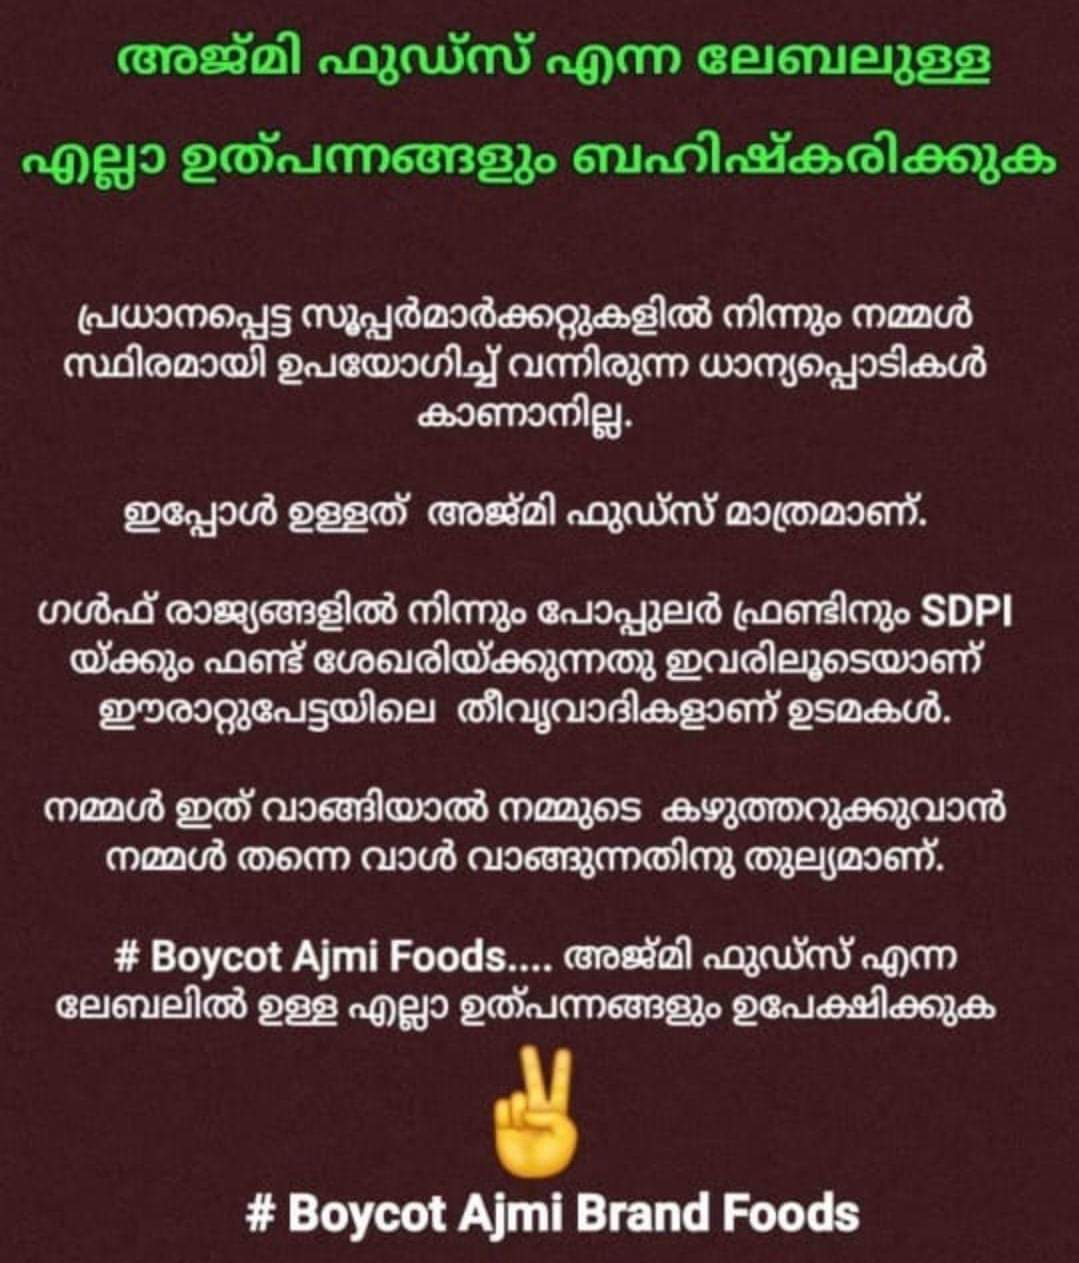 അജ്മി ഫുഡ്സ് എന്ന ലേബലുള്ള
എല്ലാ ഉത്പന്നങ്ങളും ബഹിഷ്കരിക്കുക
പ്രധാനപ്പെട്ട സൂപ്പർമാർക്കറ്റുകളിൽ നിന്നും നമ്മൾ
സ്ഥിരമായി ഉപയോഗിച്ച് വന്നിരുന്ന ധാന്യപ്പൊടികൾ
കാണാനില്ല.
ഇപ്പോൾ ഉള്ളത് അജ്മി ഫുഡ്സ് മാത്രമാണ്.
ഗൾഫ് രാജ്യങ്ങളിൽ നിന്നും പോപ്പുലർ ഫ്രണ്ടിനും SDPI
യ്ക്കും ഫണ്ട് ശേഖരിയ്ക്കുന്നതു ഇവരിലൂടെയാണ്
ഈരാറ്റുപേട്ടയിലെ തീവൃവാദികളാണ് ഉടമകൾ.
നമ്മൾ ഇത് വാങ്ങിയാൽ നമ്മുടെ കഴുത്തറുക്കുവാൻ
നമ്മൾ തന്നെ വാൾ വാങ്ങുന്നതിനു തുല്യമാണ്.
# Boycot Ajmi Foods.... അജ്മി ഫുഡ്സ് എന്ന
ലേബലിൽ ഉള്ള എല്ലാ ഉത്പന്നങ്ങളും ഉപേക്ഷിക്കുക
# Boycot Ajmi Brand Foods